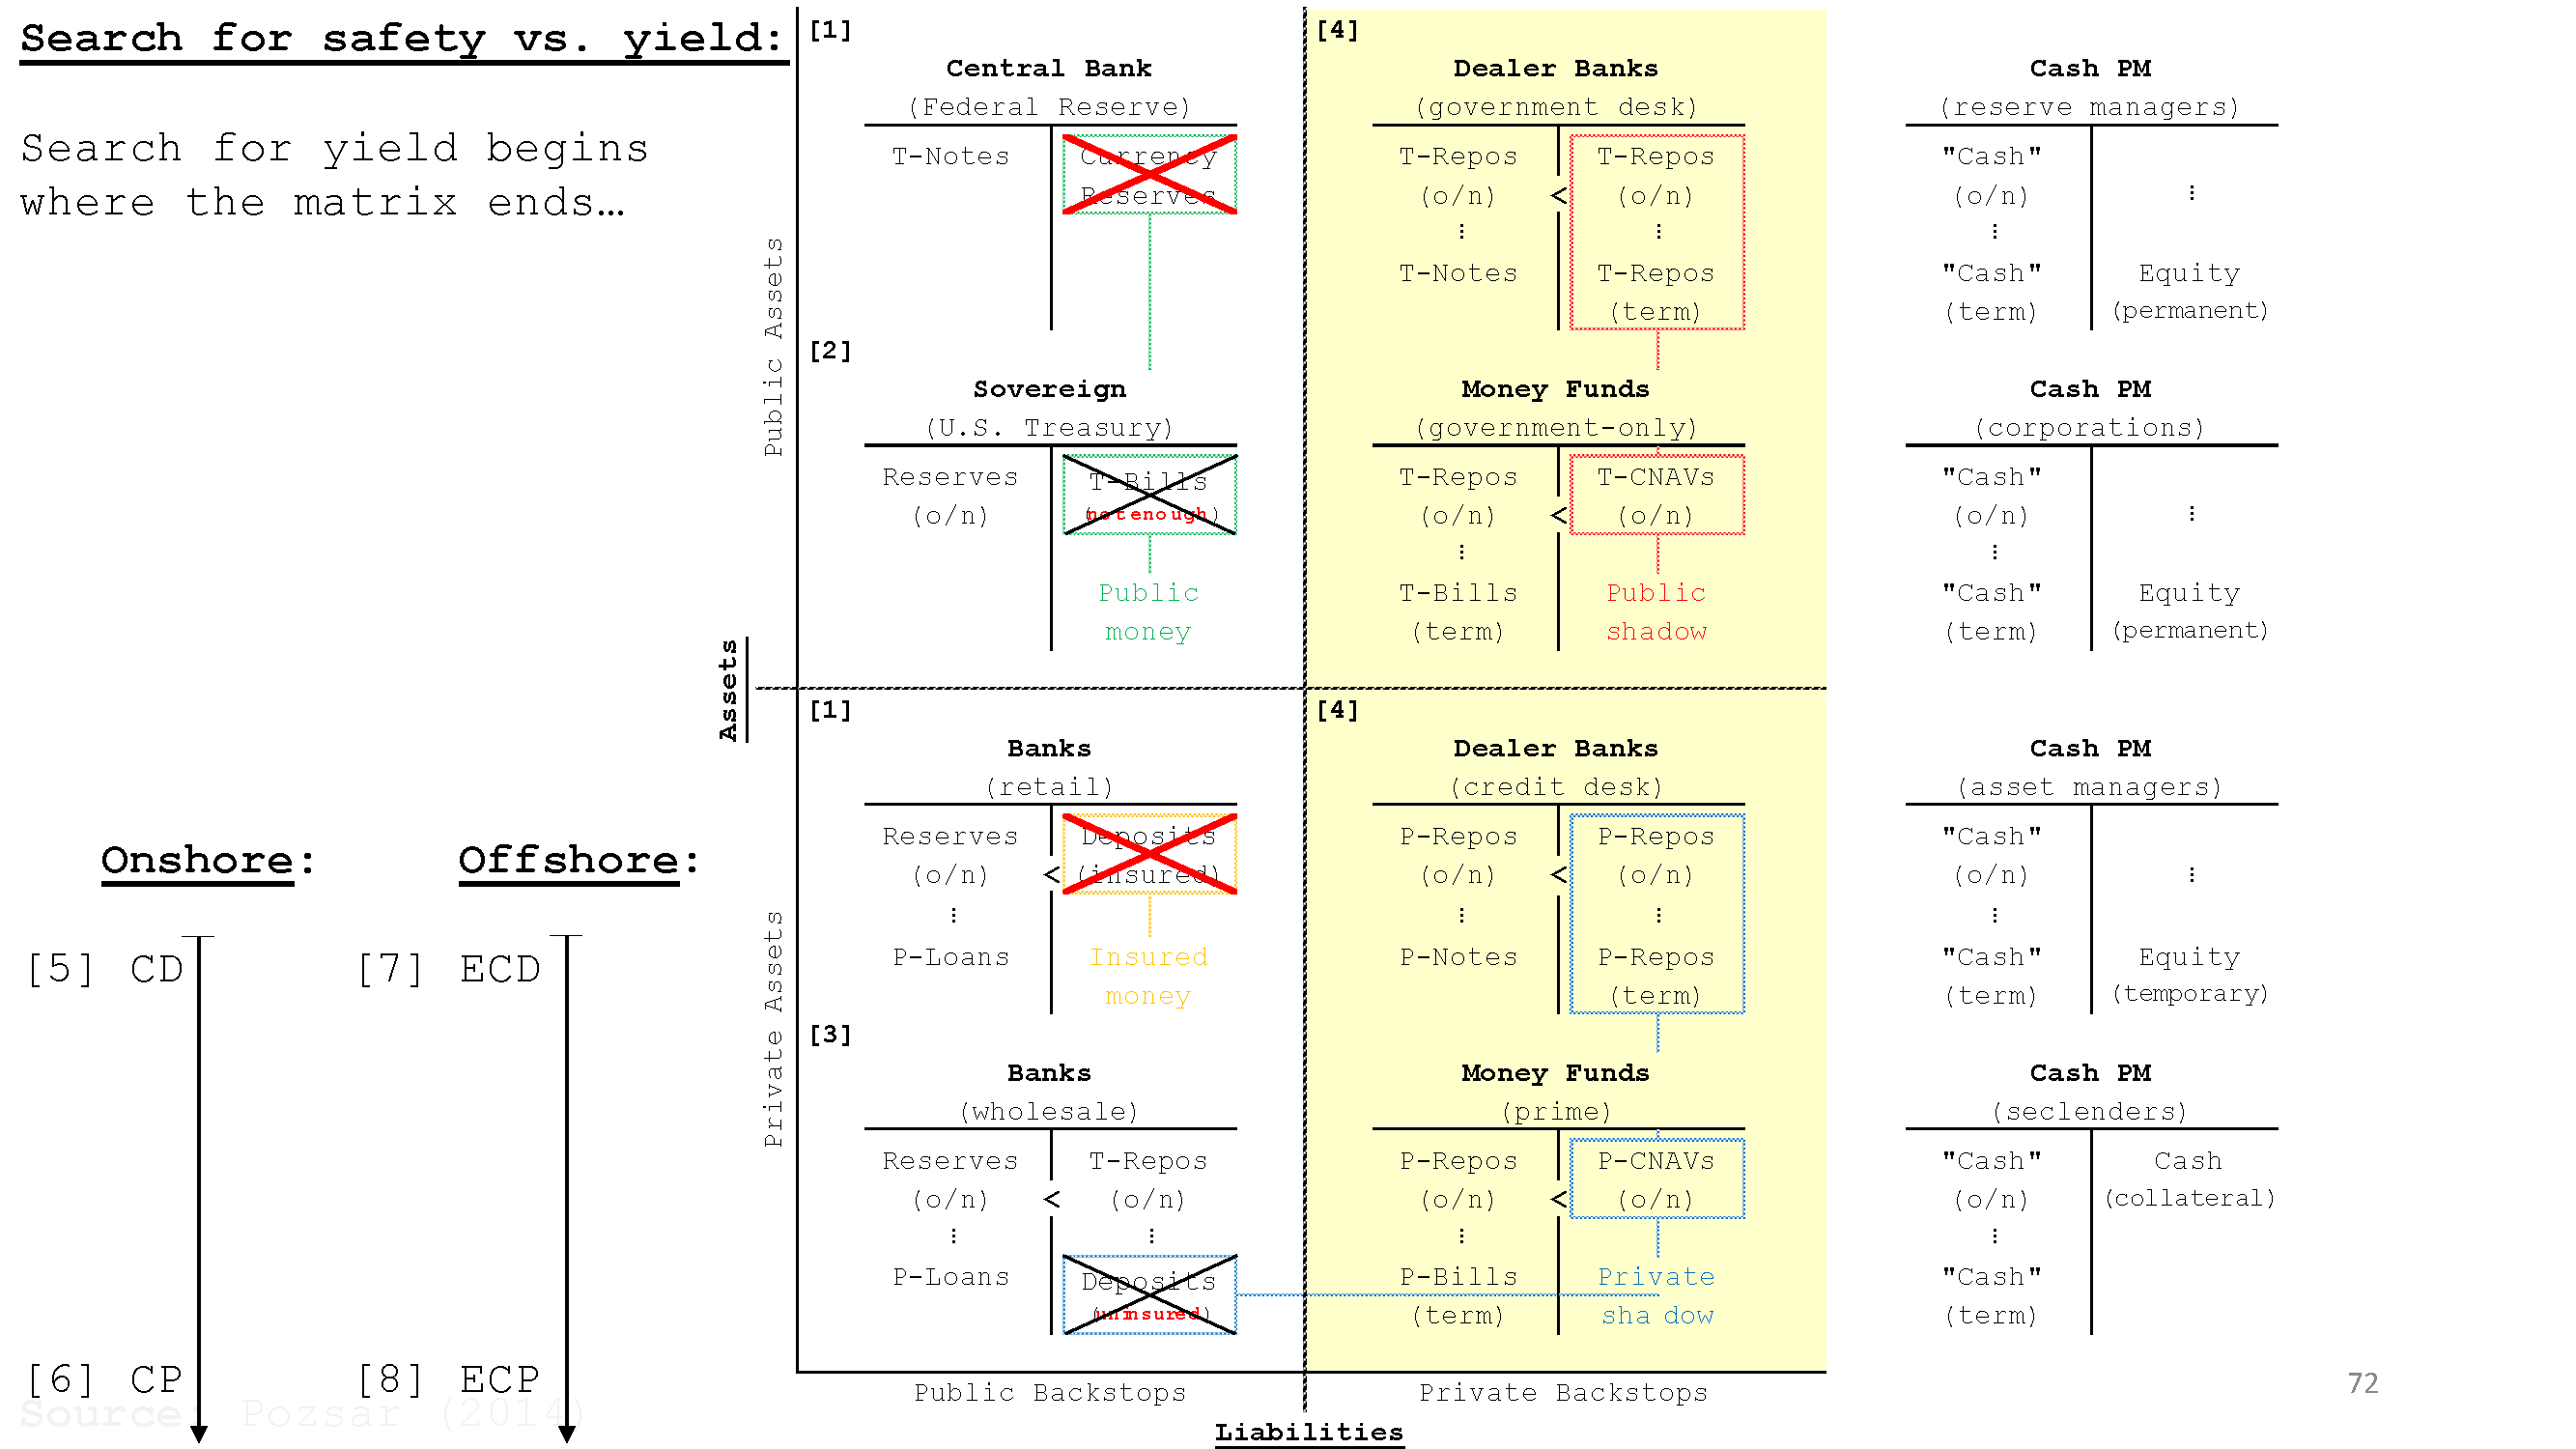 Search for safety vs. yield:
Search for yield begins
where the matrix ends…
Onshore:
Offshore:
[5] CD
[7] ECD
[6] CP
[8] ECP
Source: Pozsar (2014)
Assets
Public Assets
Private Assets
[1]
Central Bank
(Federal Reserve)
T-Notes
Currency
Reserves
[2]
Sovereign
(U.S. Treasury)
Reserves
(o/n)
T-Bills
(not enough)
Public
money
[4]
Dealer Banks
(government desk)
T-Repos
(o/n)
⋮
T-Notes
<
T-Repos
(o/n)
⋮
T-Repos
(term)
Money Funds
(government-only)
T-Repos
(o/n)
⋮
T-Bills
(term)
<
T-CNAVs
(o/n)
Public
shadow
Cash PM
(reserve managers)
"Cash"
(o/n)
⋮
"Cash"
(term)
⋮
Equity
(permanent)
Cash PM
(corporations)
"Cash"
(o/n)
⋮
"Cash"
(term)
⋮
Equity
(permanent)
[1]
Banks
(retail)
Reserves
(o/n)
⋮
P-Loans
<
Deposits
(insured)
Insured
money
[3]
Banks
(wholesale)
Reserves
(o/n)
⋮
P-Loans
<
T-Repos
(o/n)
⋮
Deposits
(uninsured)
[4]
Dealer Banks
(credit desk)
P-Repos
(o/n)
⋮
P-Notes
<
P-Repos
(o/n)
⋮
P-Repos
(term)
Money Funds
(prime)
P-Repos
(o/n)
⋮
P-Bills
(term)
<
P-CNAVs
(o/n)
Private
sha dow
Cash PM
(asset managers)
"Cash"
(o/n)
⋮
"Cash"
(term)
⋮
Equity
(temporary)
Cash PM
(seclenders)
"Cash"
(o/n)
⋮
"Cash"
(term)
Cash
(collateral)
Public Backstops
Private Backstops
Liabilities
72